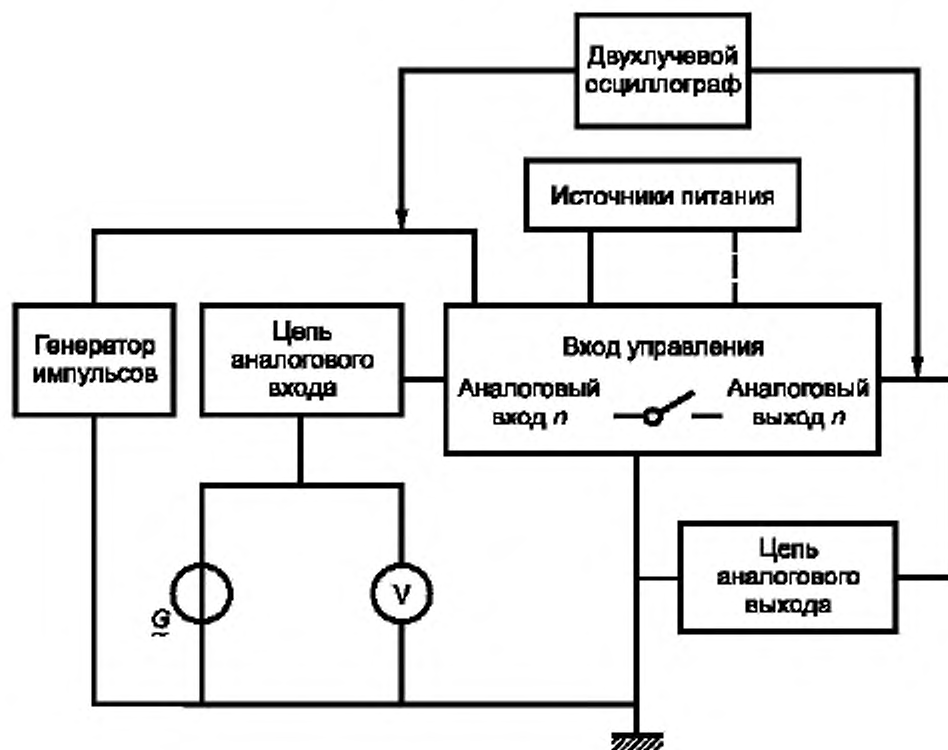 Двухлучевой
осциллограф
Источники питания
Генератор
импульсов
Цепь
аналогового
входа
Вход управления
Аналоговый
вход n
Аналоговый
выход n
G
V
Цепь
аналогового
выхода